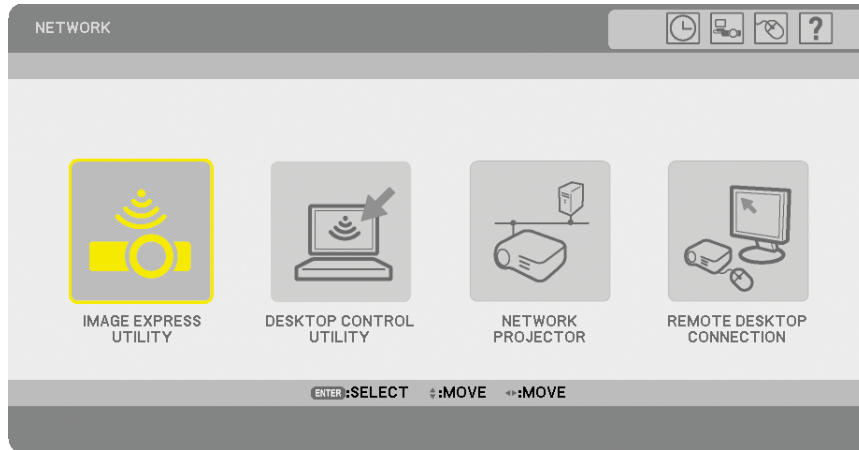 NETWORK
?
IMAGE EXPRESS
UTILITY
DESKTOP CONTROL
UTILITY
NETWORK
PROJECTOR
REMOTE DESKTOP
CONNECTION
ENTER:SELECT :MOVE :MOVE